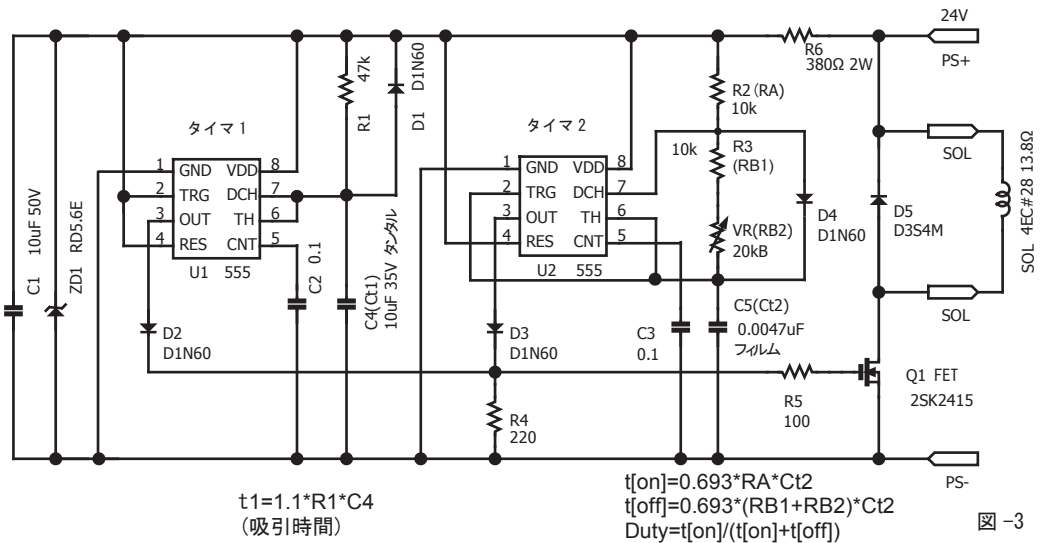 24V
PS+
R6
380Ω 2W
C1 10uF 50V
ZD1 RD5.6E
タイマ 1
1 GND VDD 8
2 TRG DCH 7
3 OUT TH 6
4 RES CNT 5
U1 555
R1 47k
D1 D1N60
C2 0.1
C4(Ct1)
10uF 35V タンタル
D2
D1N60
タイマ 2
1 GND VDD 8
2 TRG DCH 7
3 OUT TH 6
4 RES CNT 5
U2 555
D3
D1N60
R4
220
C3
0.1
R2 (RA)
10k
10k R3
(RB1)
VR(RB2)
20kB
D4
D1N60
C5(Ct2)
0.0047uF
フィルム
R5
100
D5
D3S4M
SOL
SOL
SOL 4EC#28 13.8Ω
Q1 FET
2SK2415
PS-
t1=1.1*R1*C4
(吸引時間)
t[on]=0.693*RA*Ct2
t[off]=0.693*(RB1+RB2)*Ct2
Duty=t[on]/(t[on]+t[off])
図 -3